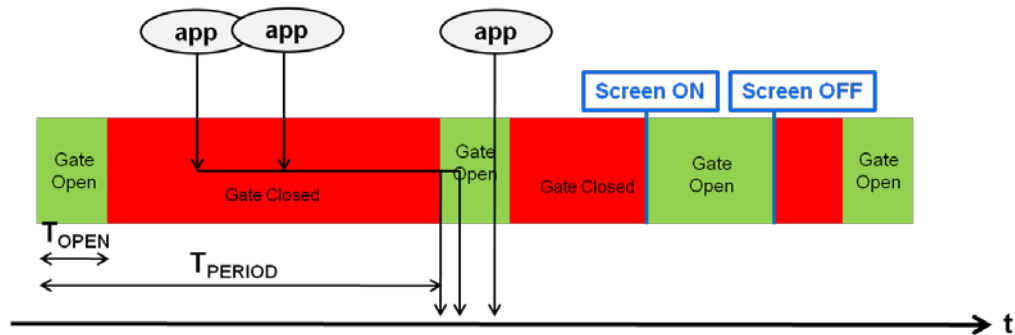 app
app
app
Screen ON
Screen OFF
Gate
Open
Gate Closed
Gate
Open
Gate Closed
Gate
Open
Gate
Open
TOPEN
TPERIOD
t